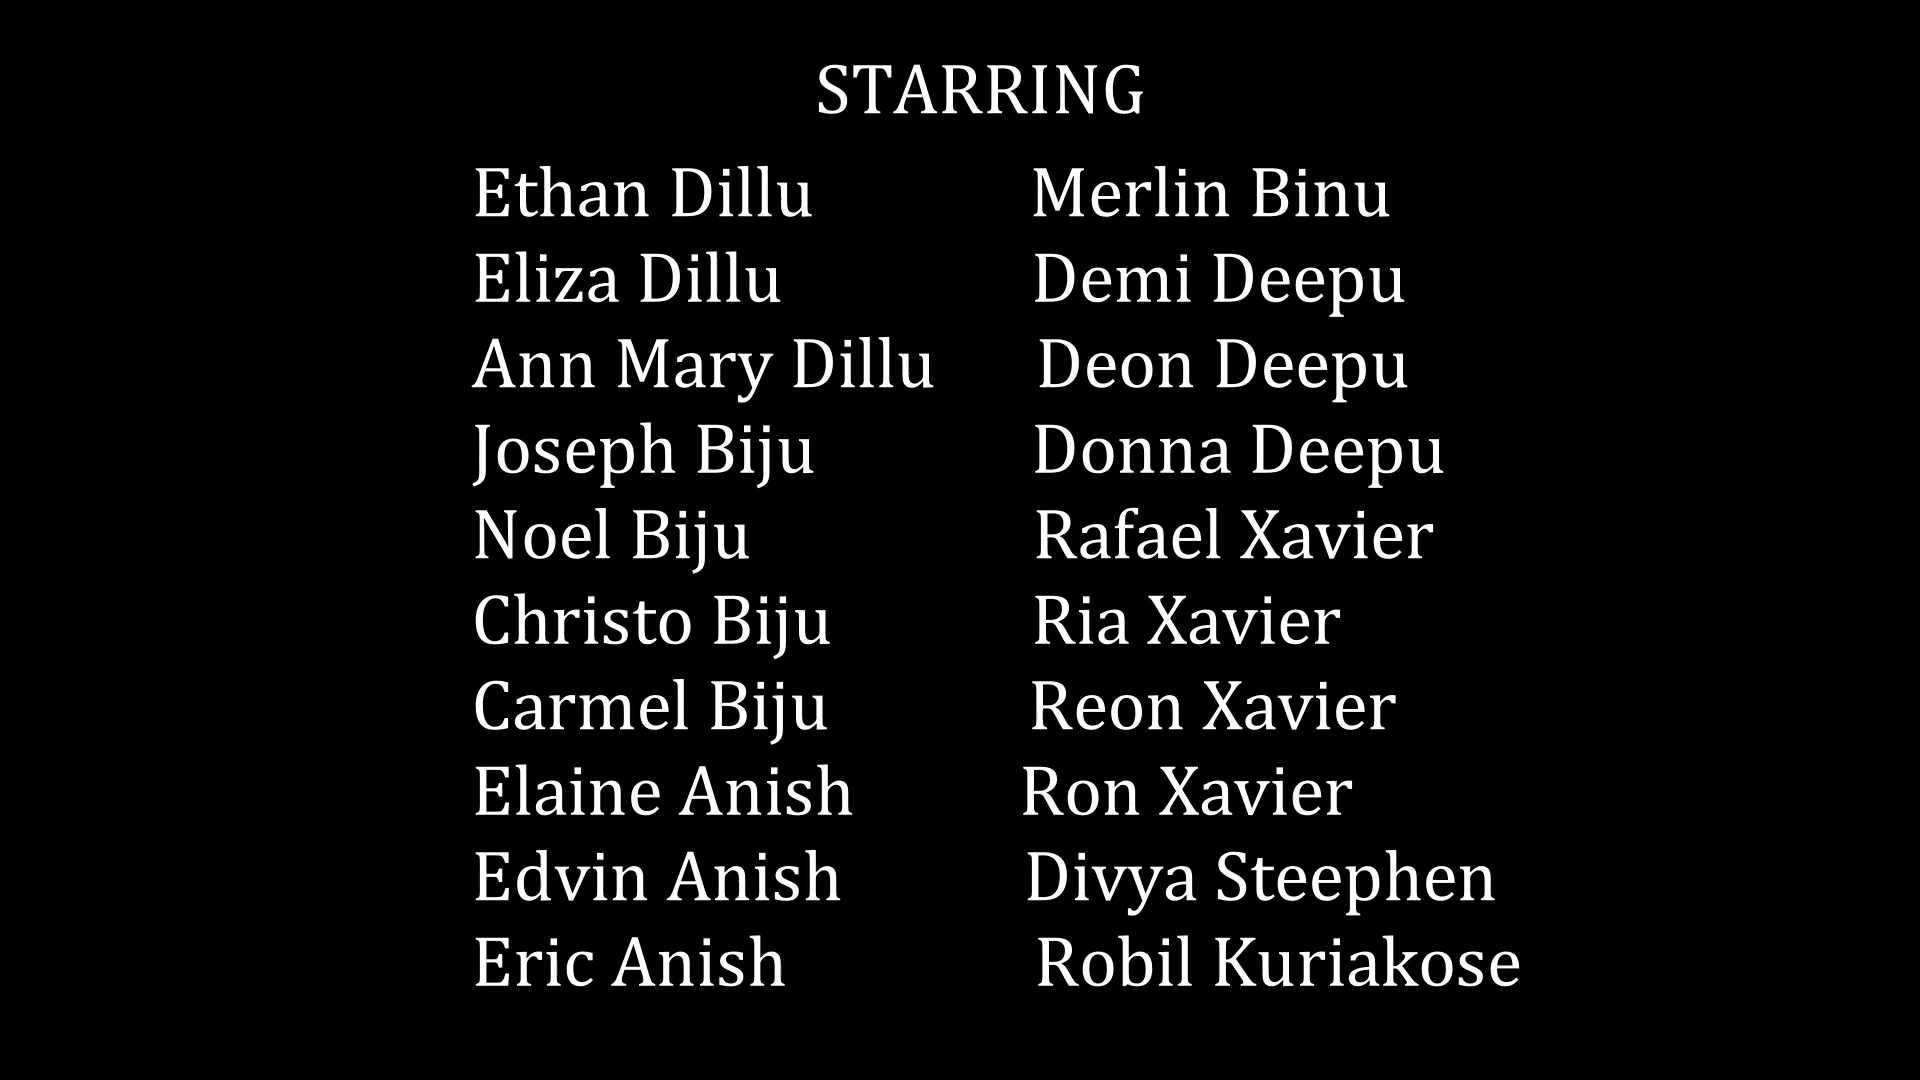 STARRING
Ethan Dillu Merlin Binu
Eliza Dillu Demi Deepu
Ann Mary Dillu Deon Deepu
Joseph Biju Donna Deepu
Noel Biju Rafael Xavier
Christo Biju Ria Xavier
Carmel Biju Reon Xavier
Elaine Anish Ron Xavier
Edvin Anish Divya Steephen
Eric Anish Robil Kuriakose